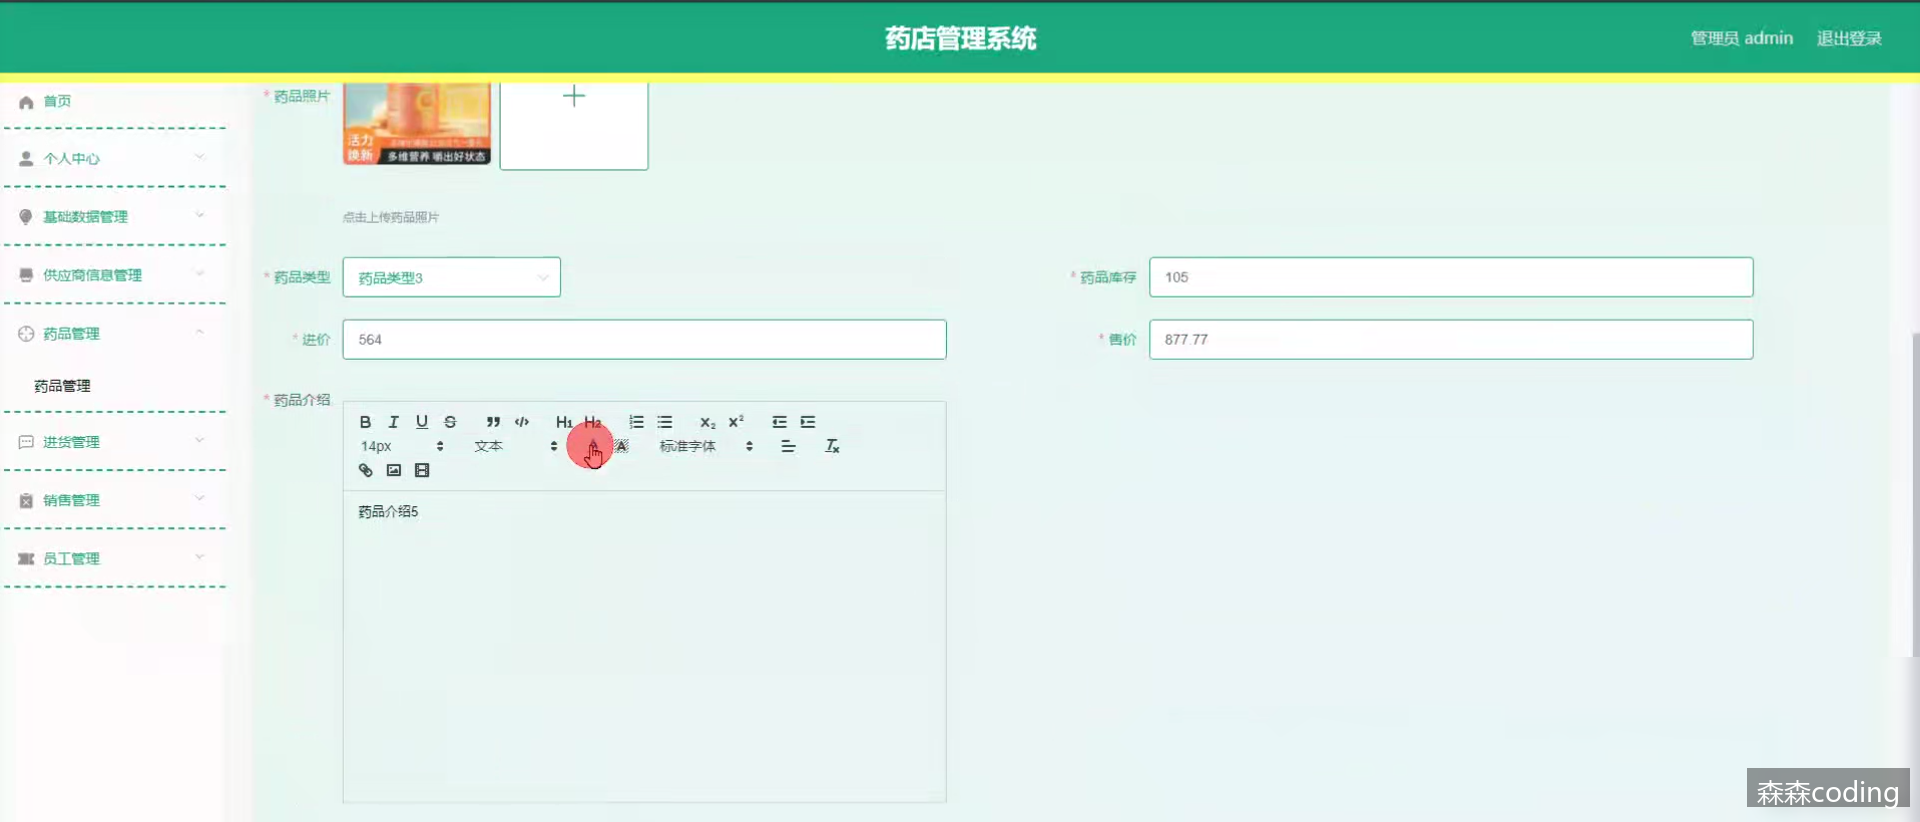 药店管理系统
管理员 admin
退出登录
首页
个人中心
基础数据管理
供应商信息管理
药品管理
药品管理
进货管理
销售管理
员工管理
* 药品照片
活力
焕新
多维营养 嚼出好状态
点击上传药品照片
* 药品类型
药品类型3
* 药品库存
105
* 进价
564
* 售价
877.77
* 药品介绍
B I U S H1 H2 X2 X2
14px 文本 标准字体
药品介绍5
森森coding